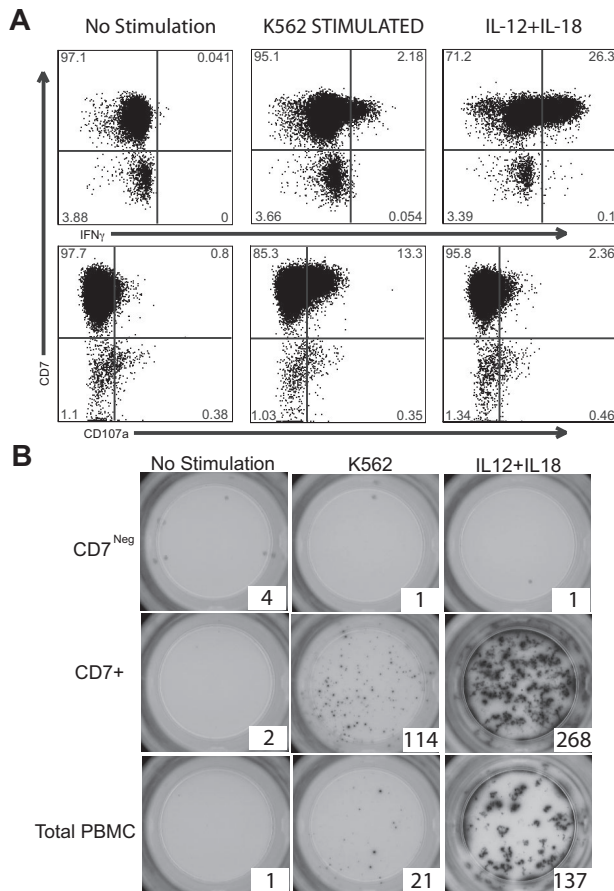 A
No Stimulation K562 STIMULATED IL-12+IL-18
97.1 0.041 95.1 2.18 71.2 26.3
3.88 0 3.66 0.054 3.39 0.1
IFNγ
97.7 0.8 85.3 13.3 95.8 2.36
CD7
1.1 0.38 1.03 0.35 1.34 0.46
CD107a
B
No Stimulation K562 IL12+IL18
CD7Neg
4 1 1
CD7+
2 114 268
Total PBMC
1 21 137